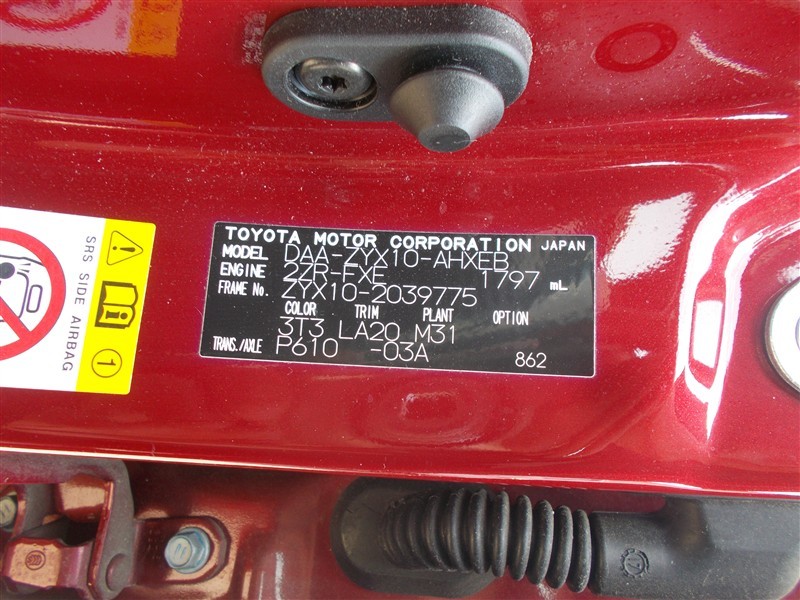 TOYOTA MOTOR CORPORATION JAPAN
MODEL DAA-ZYX10-AHXEB
ENGINE 2ZR-FXE 1797 mL
FRAME No. ZYX10-2039775
COLOR TRIM PLANT OPTION
3T3 LA20 M31
TRANS./AXLE P610 -03A 862
SRS SIDE AIRBAG
1